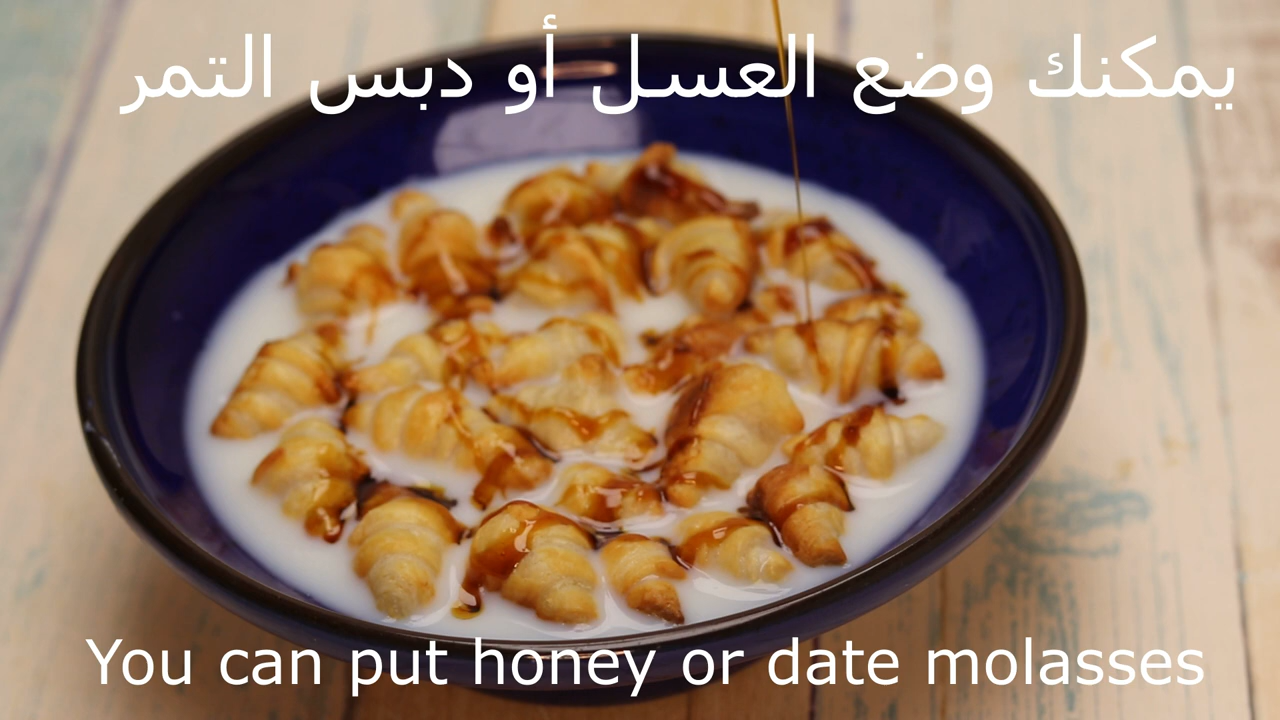 يمكنك وضع العسل أو دبس التمر
You can put honey or date molasses